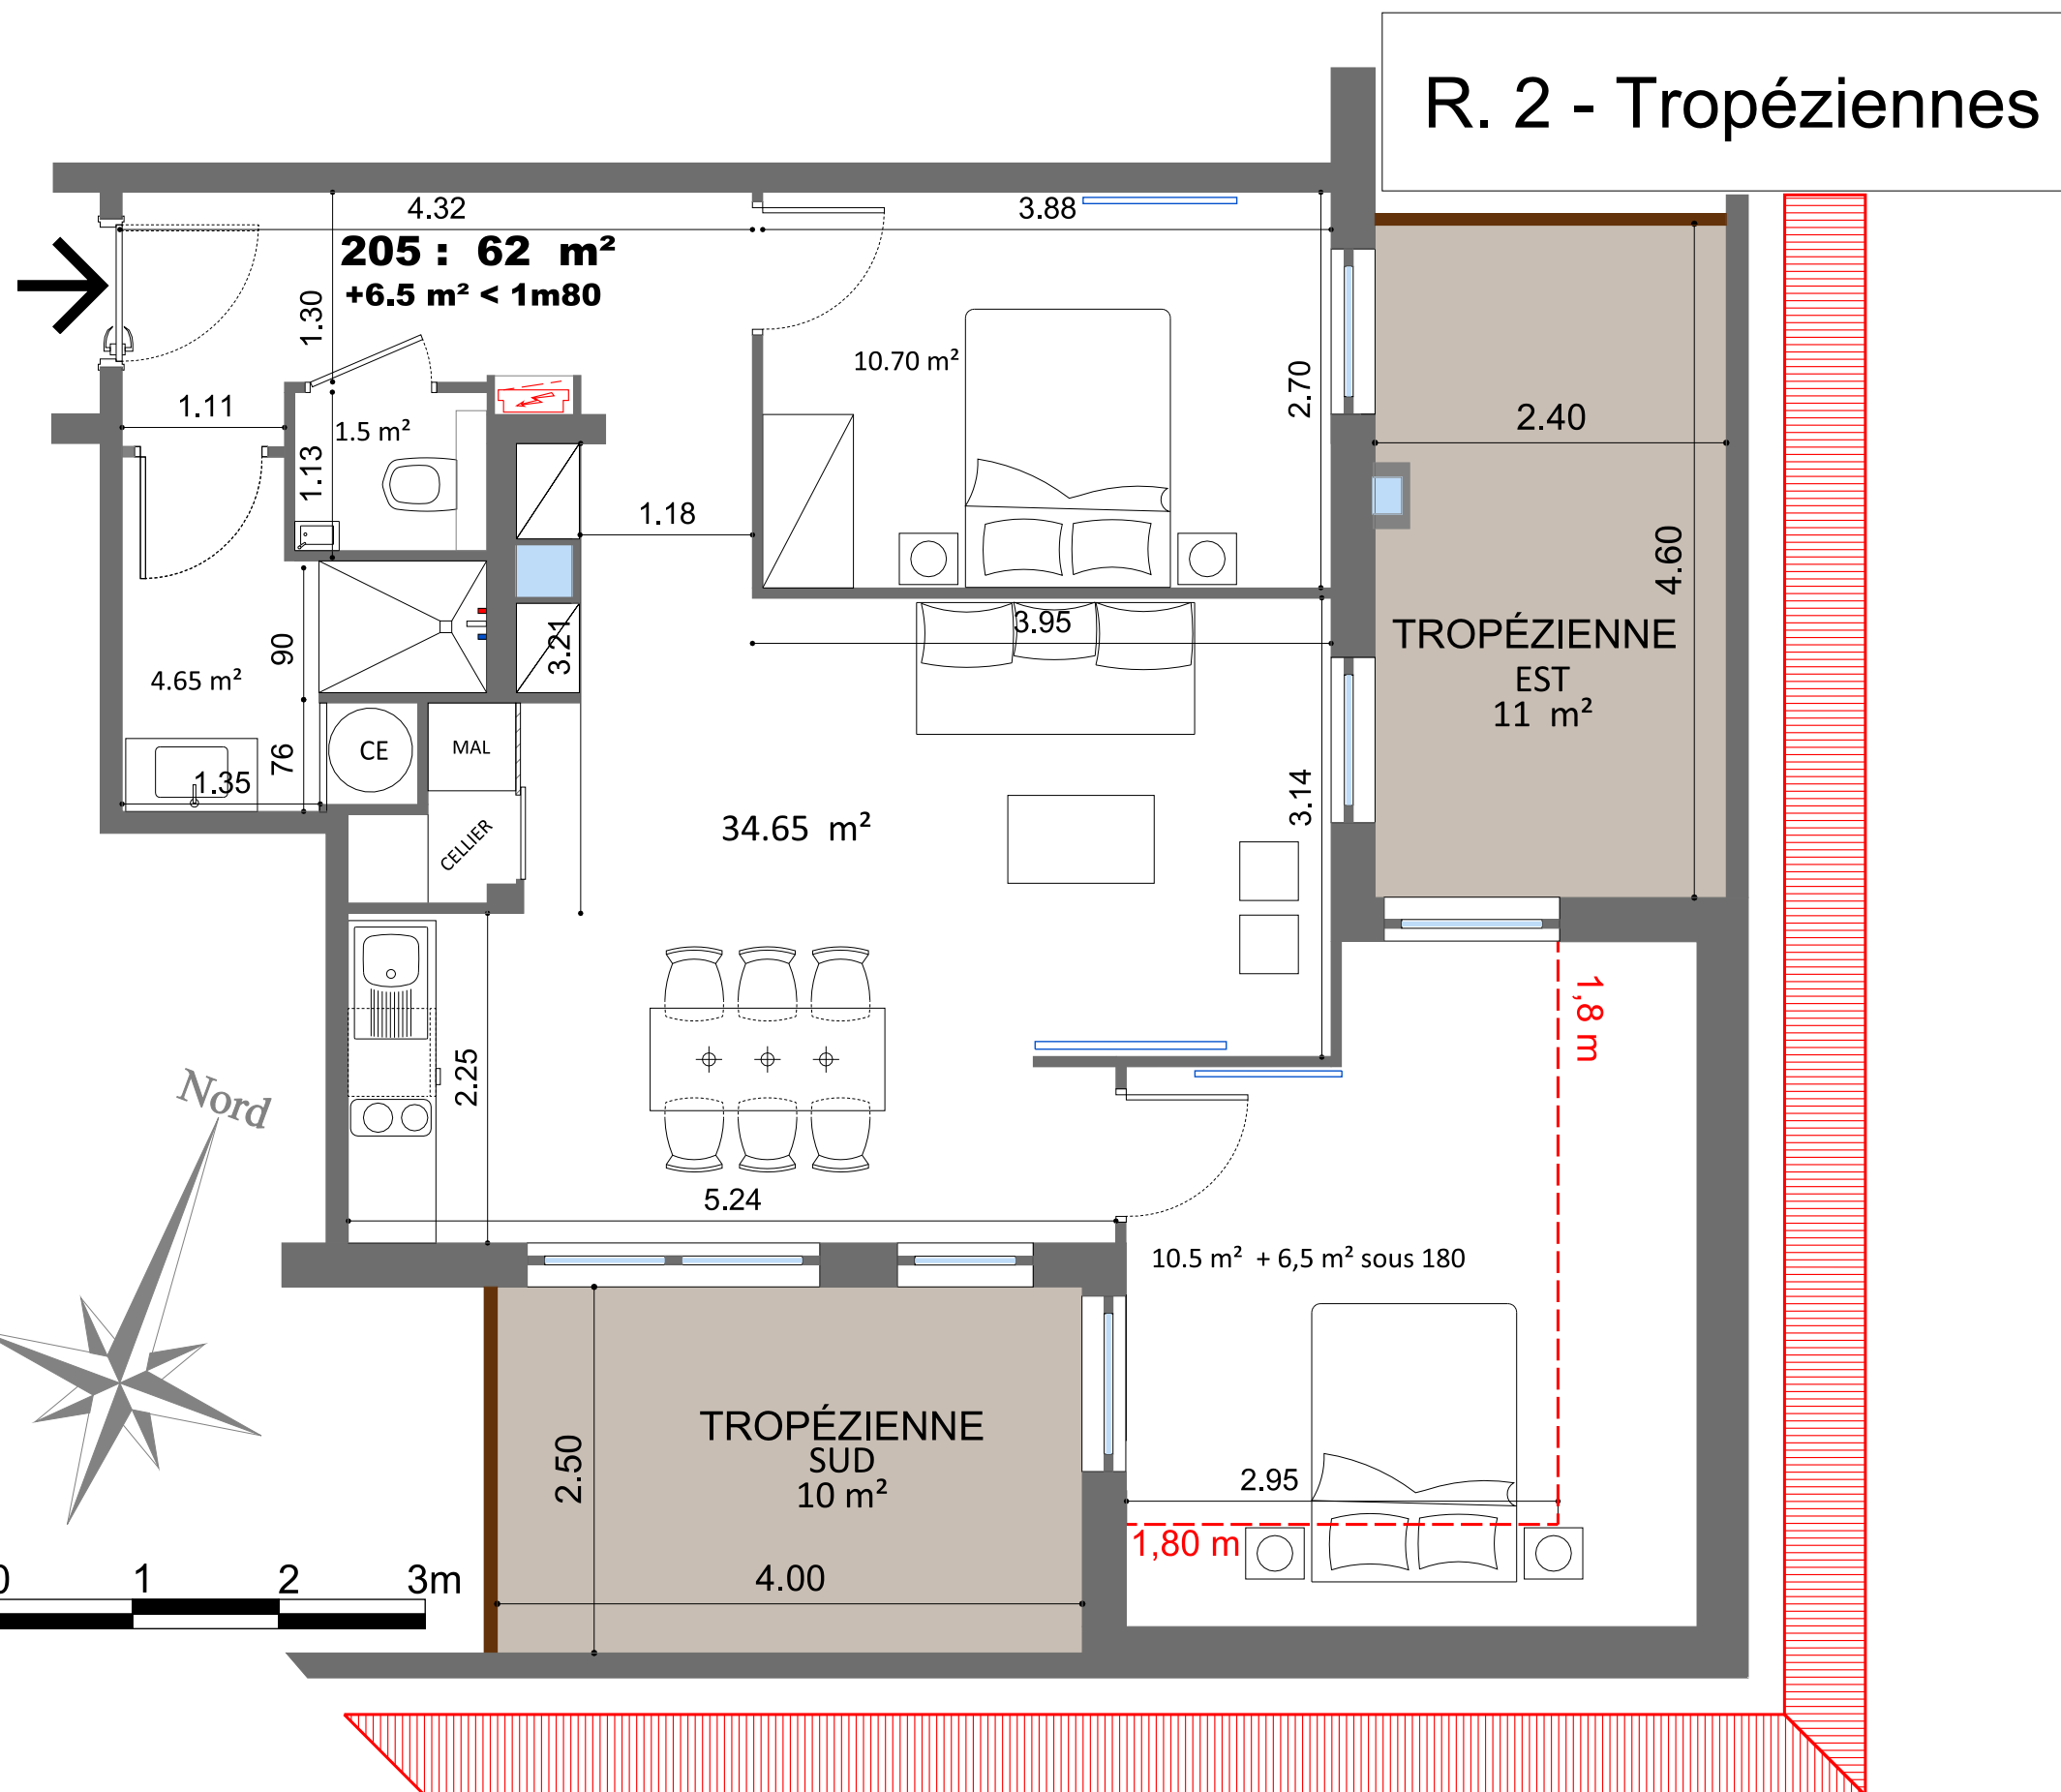 R. 2 - Tropéziennes
4.32
3.88
205 : 62 m²
+6.5 m² < 1m80
1.30
10.70 m²
2.70
1.11
1.5 m²
1.13
2.40
1.18
4.60
90
3.21
3.95
TROPÉZIENNE
EST
11 m²
4.65 m²
76
CE
MAL
1.35
3.14
34.65 m²
CELLIER
1,8 m
2.25
Nord
5.24
10.5 m² + 6,5 m² sous 180
TROPÉZIENNE
SUD
10 m²
2.50
2.95
1,80 m
4.00
0 1 2 3m